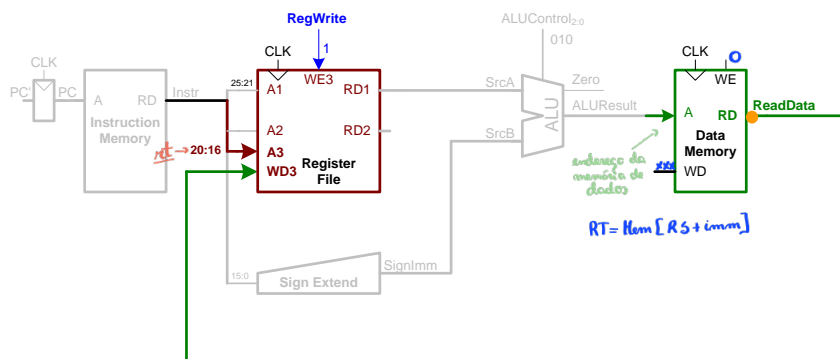 RegWrite
ALUControl2:0
CLK
CLK
1
010
CLK
0
PC'
PC
A
RD
Instr
25:21
A1
WE3
RD1
SrcA
Zero
WE
Instruction
Memory
A2
RD2
ALU
ALUResult
A
RD
ReadData
rt → 20:16
A3
Register
File
SrcB
Data
Memory
WD3
xxx
WD
endereço da
memória de
dados
RT = Mem [RS + imm]
15:0
SignImm
Sign Extend